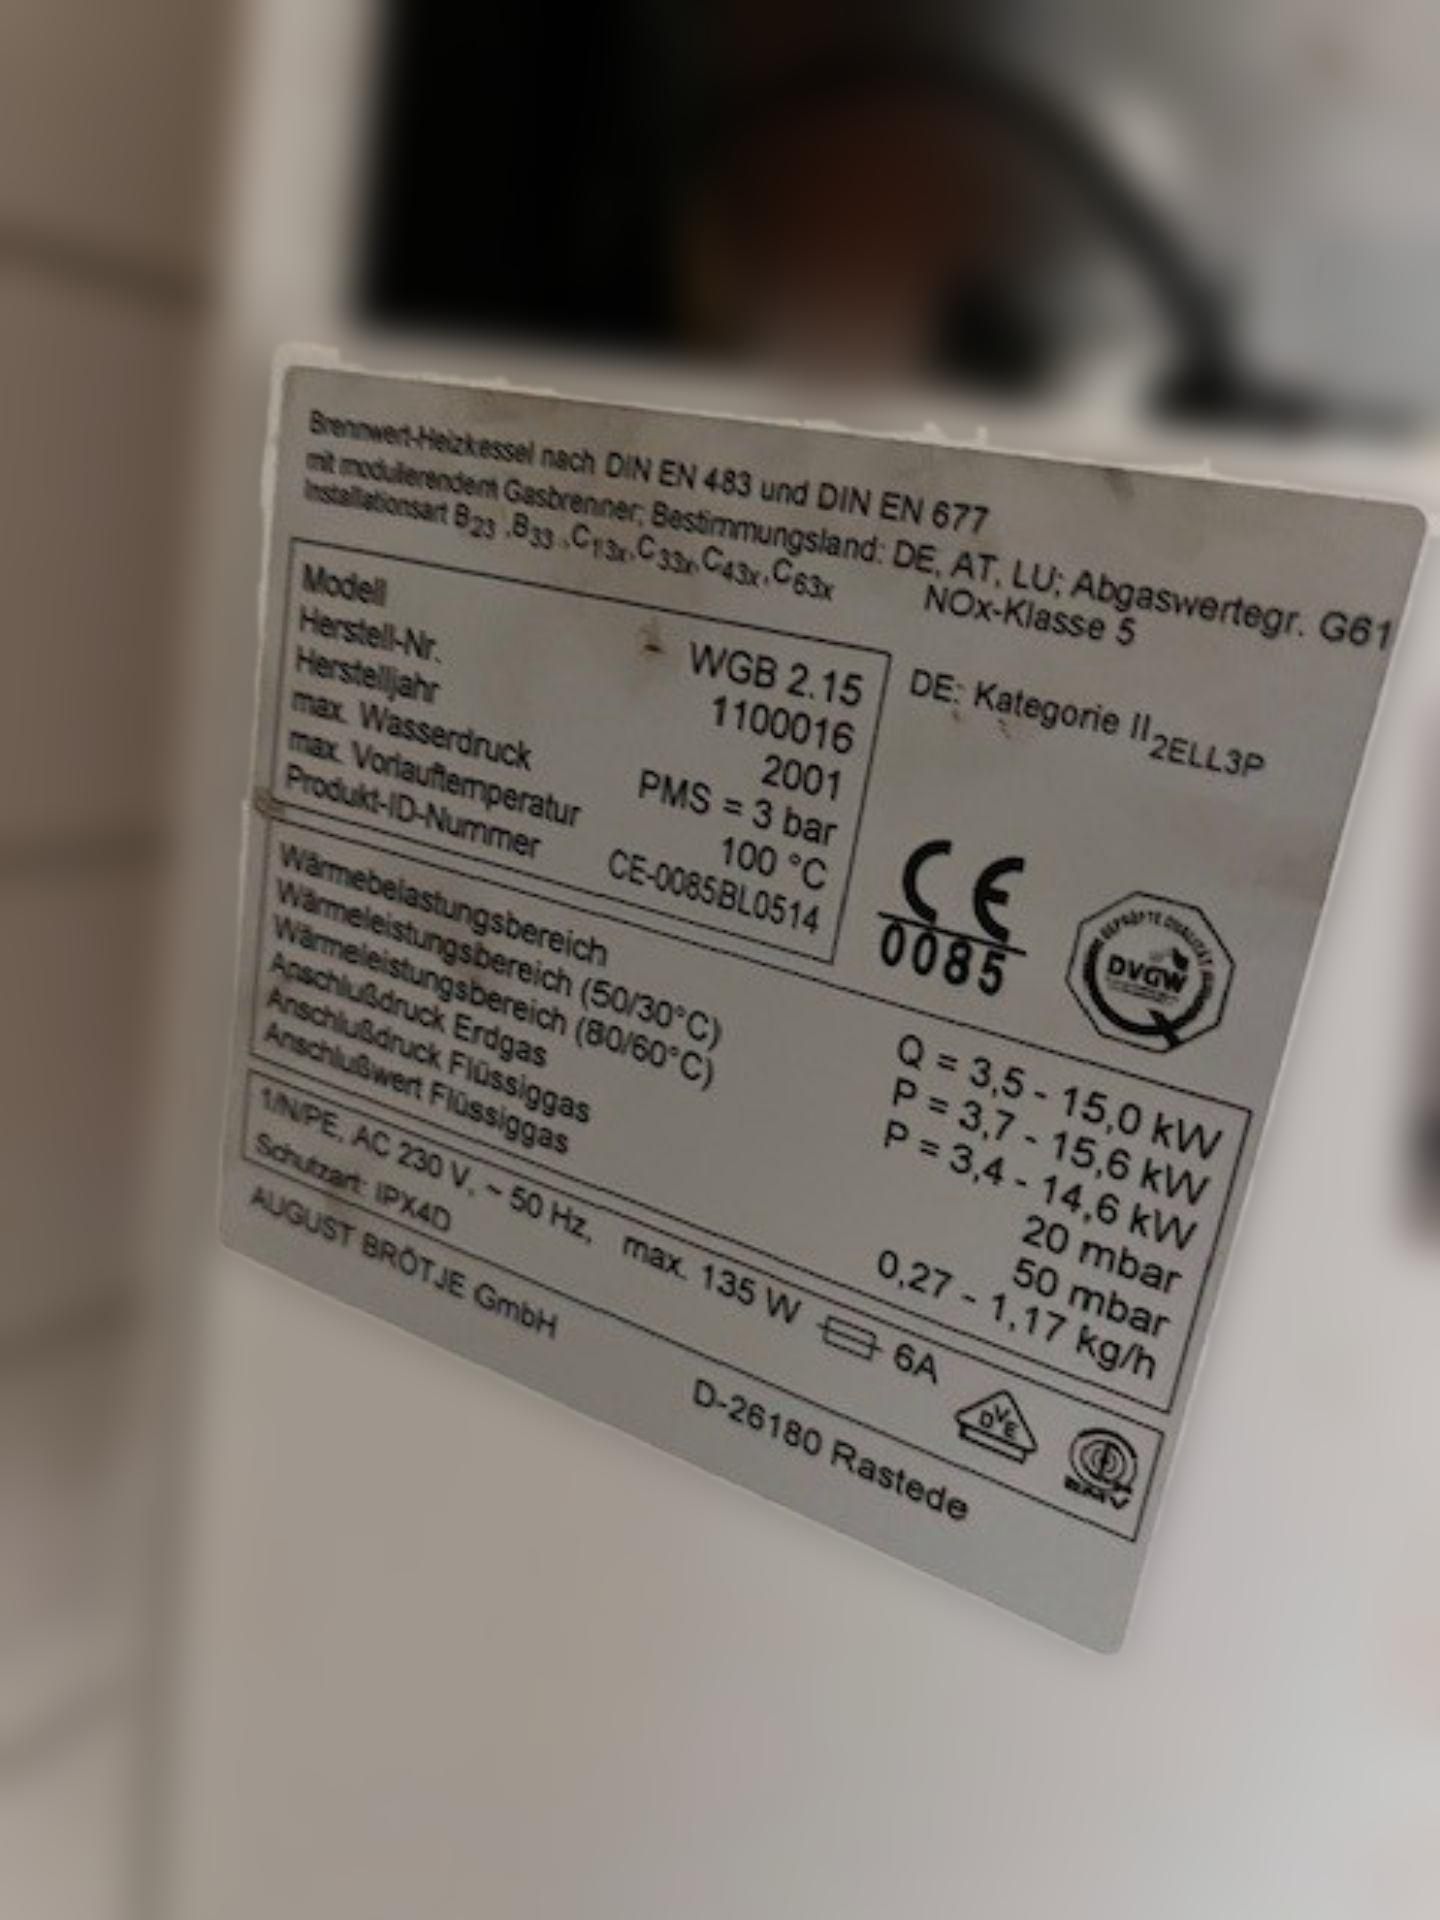 Brennwert-Heizkessel nach DIN EN 483 und DIN EN 677
mit modulierendem Gasbrenner; Bestimmungsland: DE, AT, LU; Abgaswertegr. G61
Installationsart B23 ,B33 ,C13x,C33x,C43x,C63x NOx-Klasse 5
Modell WGB 2.15
Herstell-Nr. 1100016
Herstelljahr 2001
max. Wasserdruck PMS = 3 bar
max. Vorlauftemperatur 100 °C
Produkt-ID-Nummer CE-0085BL0514
DE: Kategorie II2ELL3P
CE
0085
GEPRÜFTE QUALITÄT
DVGW
Wärmebelastungsbereich Q = 3,5 - 15,0 kW
Wärmeleistungsbereich (50/30°C) P = 3,7 - 15,6 kW
Wärmeleistungsbereich (80/60°C) P = 3,4 - 14,6 kW
Anschlußdruck Erdgas 20 mbar
Anschlußdruck Flüssiggas 50 mbar
Anschlußwert Flüssiggas 0,27 - 1,17 kg/h
1/N/PE, AC 230 V, ~ 50 Hz, max. 135 W 6A
Schutzart: IPX4D
DVE
AUGUST BRÖTJE GmbH D-26180 Rastede